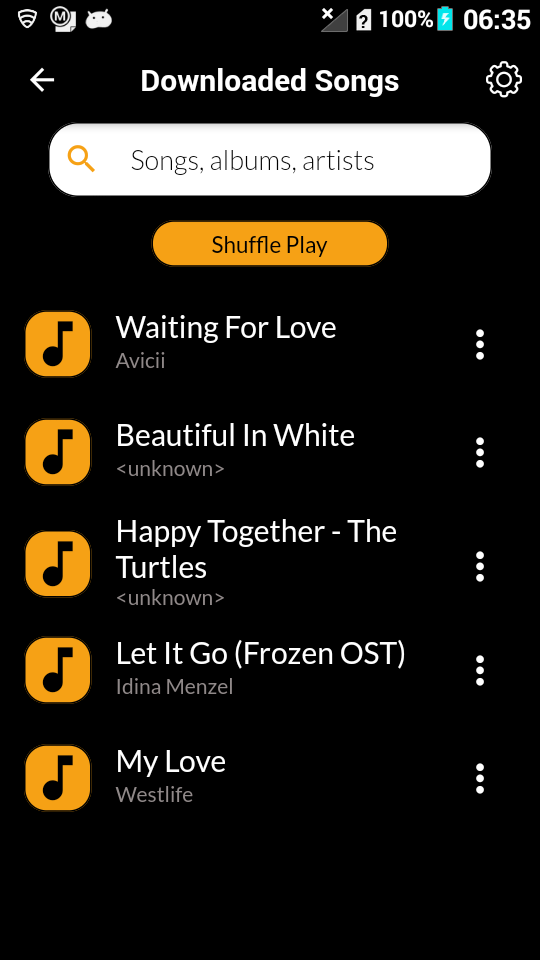 100% 06:35
Downloaded Songs
Songs, albums, artists
Shuffle Play
Waiting For Love
Avicii
Beautiful In White
<unknown>
Happy Together - The
Turtles
<unknown>
Let It Go (Frozen OST)
Idina Menzel
My Love
Westlife